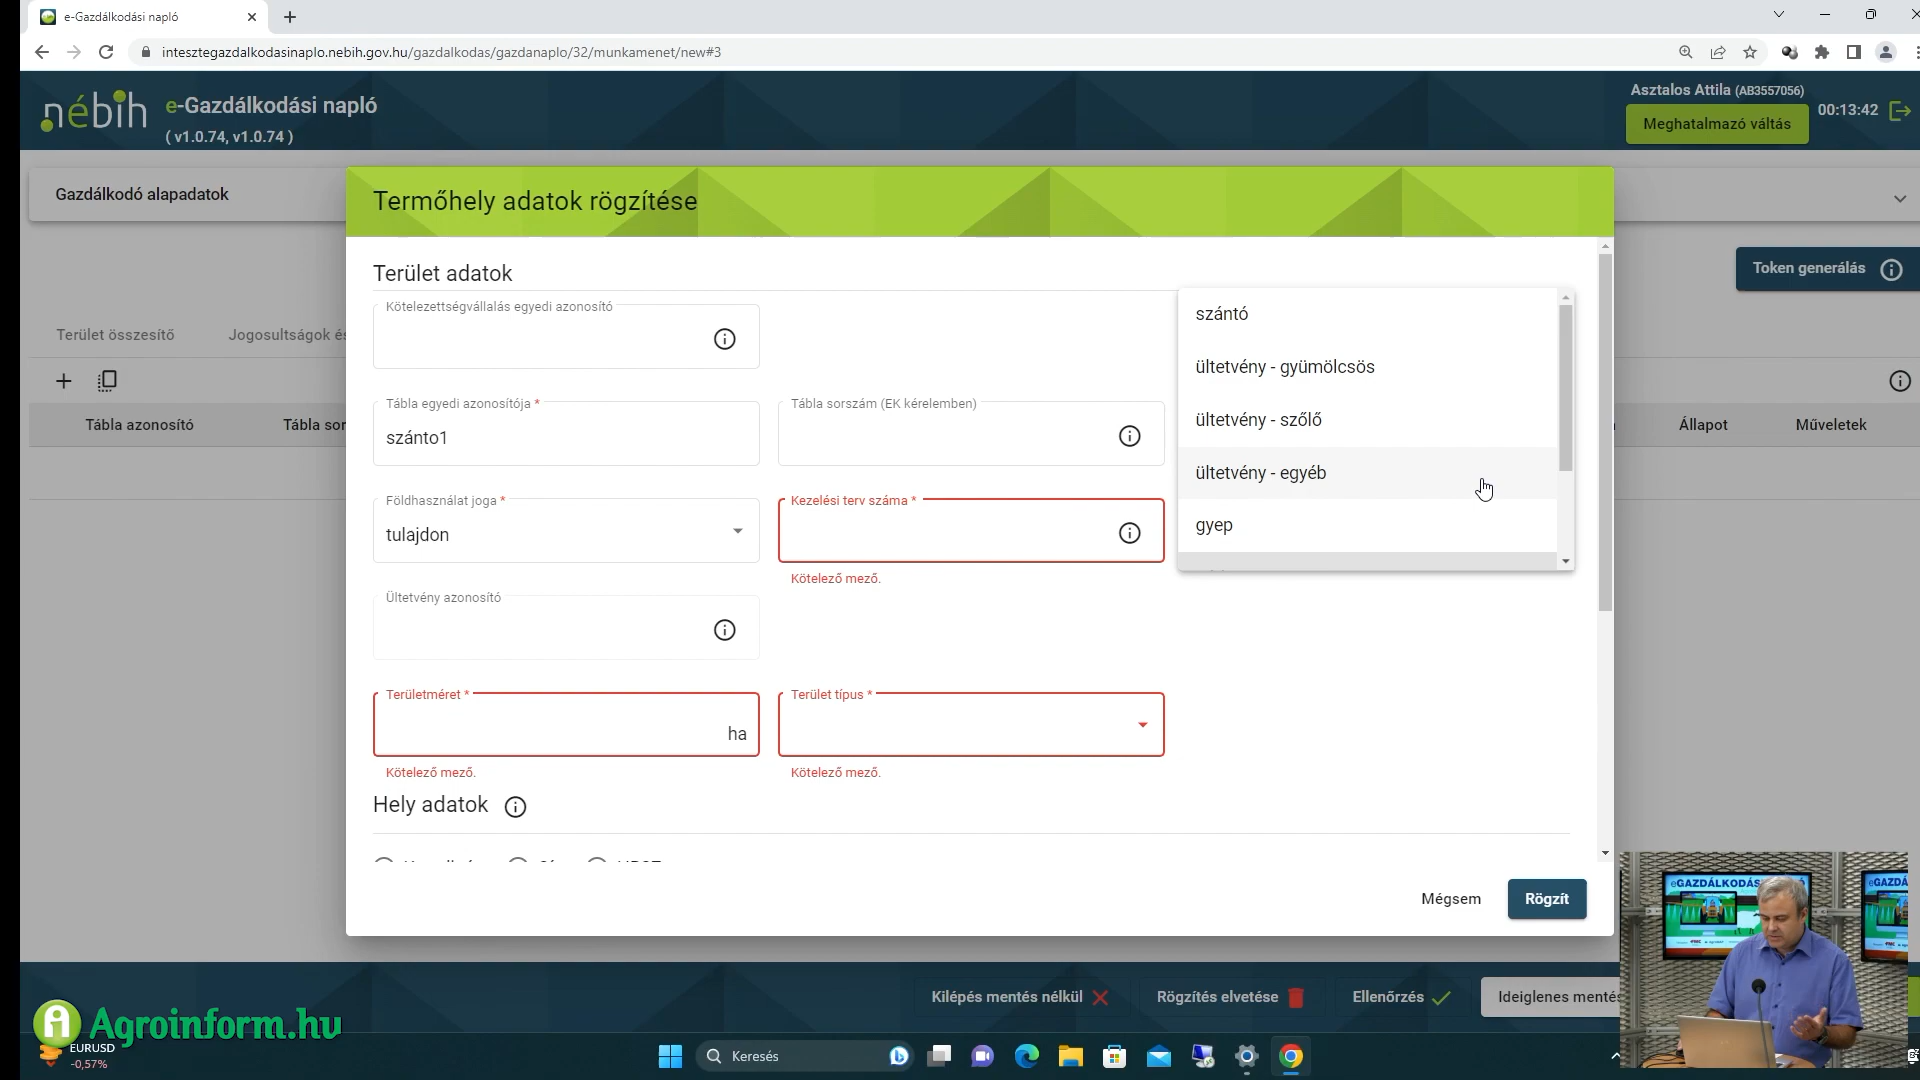 e-Gazdálkodási napló
intesztegazdalkodasinaplo.nebih.gov.hu/gazdalkodas/gazdanaplo/32/munkamenet/new#3
nébih
e-Gazdálkodási napló
( v1.0.74, v1.0.74 )
Asztalos Attila (AB3557056)
Meghatalmazó váltás
00:13:42
Gazdálkodó alapadatok
Token generálás
Terület összesítő
Jogosultságok és
Tábla azonosító
Tábla sor
Állapot
Műveletek
Termőhely adatok rögzítése
Terület adatok
Kötelezettségvállalás egyedi azonosító
Tábla egyedi azonosítója *
szánto1
Tábla sorszám (EK kérelemben)
Földhasználat joga *
tulajdon
Kezelési terv száma *
Kötelező mező.
szántó
ültetvény - gyümölcsös
ültetvény - szőlő
ültetvény - egyéb
gyep
Ültetvény azonosító
Területméret *
ha
Kötelező mező.
Terület típus *
Kötelező mező.
Hely adatok
Mégsem
Rögzít
Kilépés mentés nélkül
Rögzítés elvetése
Ellenőrzés
Ideiglenes mentés
Agroinform.hu
EURUSD
-0,57%
Keresés